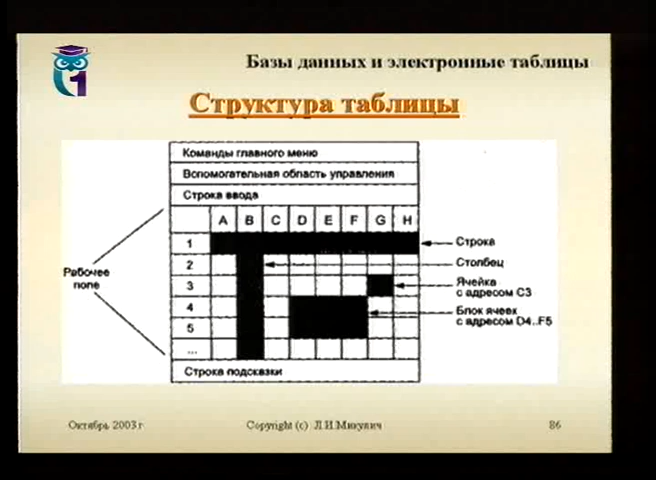 Базы данных и электронные таблицы
Структура таблицы
Команды главного меню
Вспомогательная область управления
Строка ввода
A B C D E F G H
1
2
3
4
5
...
Рабочее
поле
Строка
Столбец
Ячейка
с адресом C3
Блок ячеек
с адресом D4..F5
Строка подсказки
Октябрь 2003 г
Copyright (c) Л.И.Микулич
86
1